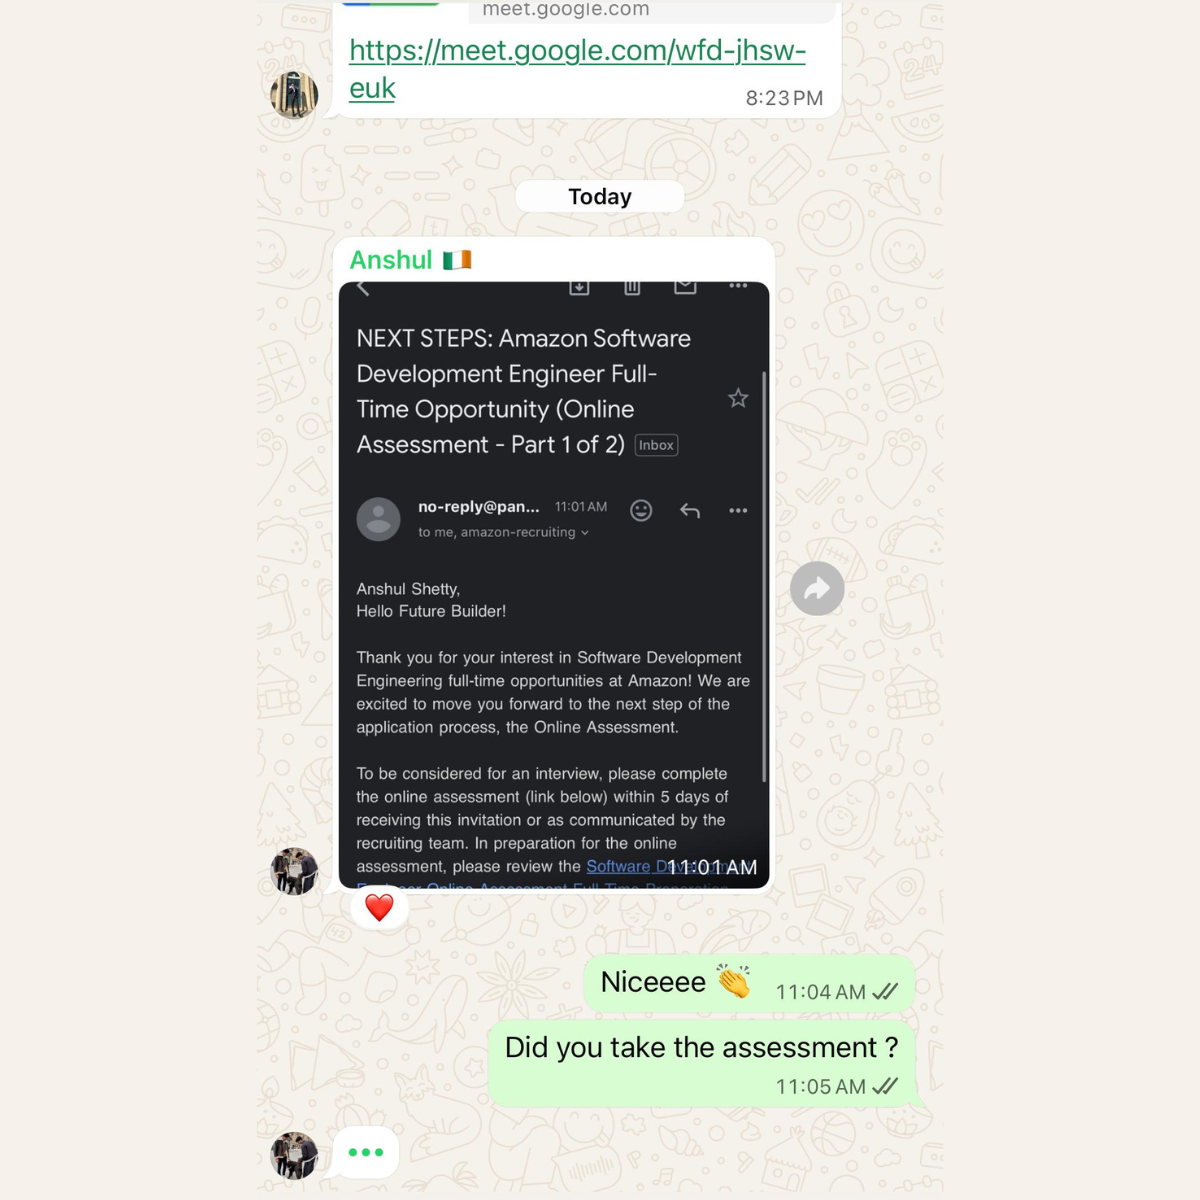 meet.google.com
https://meet.google.com/wfd-jhsw-
euk
8:23 PM
Today
Anshul 🇮🇪
NEXT STEPS: Amazon Software
Development Engineer Full-
Time Opportunity (Online
Assessment - Part 1 of 2) Inbox
no-reply@pan... 11:01 AM
to me, amazon-recruiting
Anshul Shetty,
Hello Future Builder!
Thank you for your interest in Software Development
Engineering full-time opportunities at Amazon! We are
excited to move you forward to the next step of the
application process, the Online Assessment.
To be considered for an interview, please complete
the online assessment (link below) within 5 days of
receiving this invitation or as communicated by the
recruiting team. In preparation for the online
assessment, please review the Software
11:01 AM
Online Assessment Full-Time Preparation
❤️
Niceeee 👏 11:04 AM
Did you take the assessment ?
11:05 AM